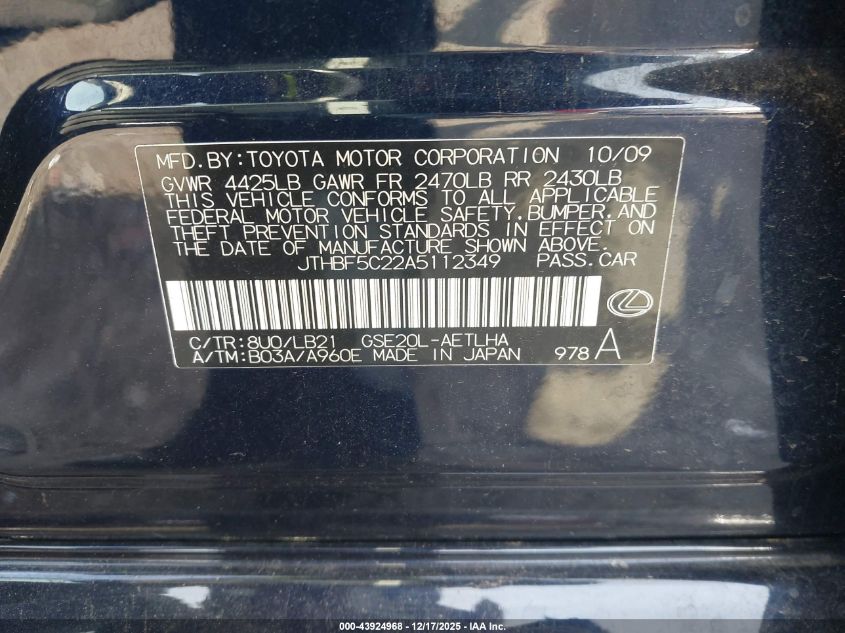 MFD.BY:TOYOTA MOTOR CORPORATION 10/09
GVWR 4425LB GAWR FR 2470LB RR 2430LB
THIS VEHICLE CONFORMS TO ALL APPLICABLE
FEDERAL MOTOR VEHICLE SAFETY,BUMPER,AND
THEFT PREVENTION STANDARDS IN EFFECT ON
THE DATE OF MANUFACTURE SHOWN ABOVE.
JTHBF5C22A5112349 PASS.CAR
C/TR:8U0/LB21 GSE20L-AETLHA
A/TM:B03A/A960E MADE IN JAPAN 978 A
000-43924968 - 12/17/2025 - IAA Inc.